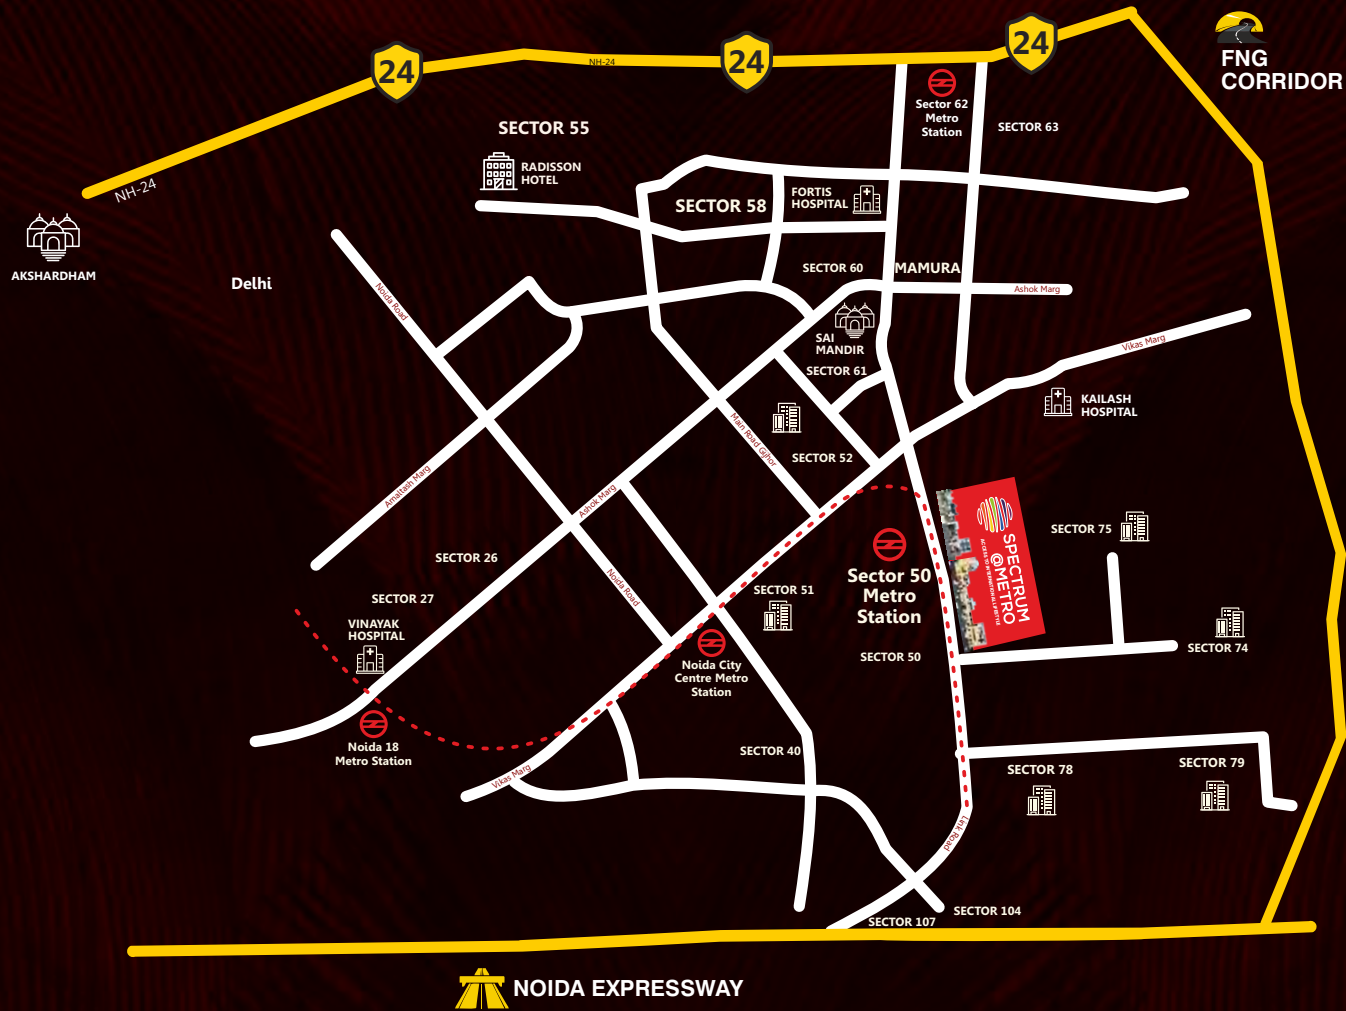 24
24
24
NH-24
FNG
CORRIDOR
Sector 62
Metro
Station
SECTOR 63
SECTOR 55
RADISSON
HOTEL
NH-24
FORTIS
HOSPITAL
SECTOR 58
AKSHARDHAM
Delhi
SECTOR 60
MAMURA
Ashok Marg
Noida Road
SAI
MANDIR
Vikas Marg
SECTOR 61
KAILASH
HOSPITAL
Main Road Gijhor
SECTOR 52
Amaltash Marg
Ashok Marg
SECTOR 75
SPECTRUM
@METRO
ACCESS TO INTERNATIONAL LIFESTYLE
SECTOR 26
Sector 50
Metro
Station
Noida Road
SECTOR 51
SECTOR 27
VINAYAK
HOSPITAL
SECTOR 50
SECTOR 74
Noida City
Centre Metro
Station
Noida 18
Metro Station
SECTOR 40
SECTOR 78
SECTOR 79
Vikas Marg
Link Road
SECTOR 104
SECTOR 107
NOIDA EXPRESSWAY